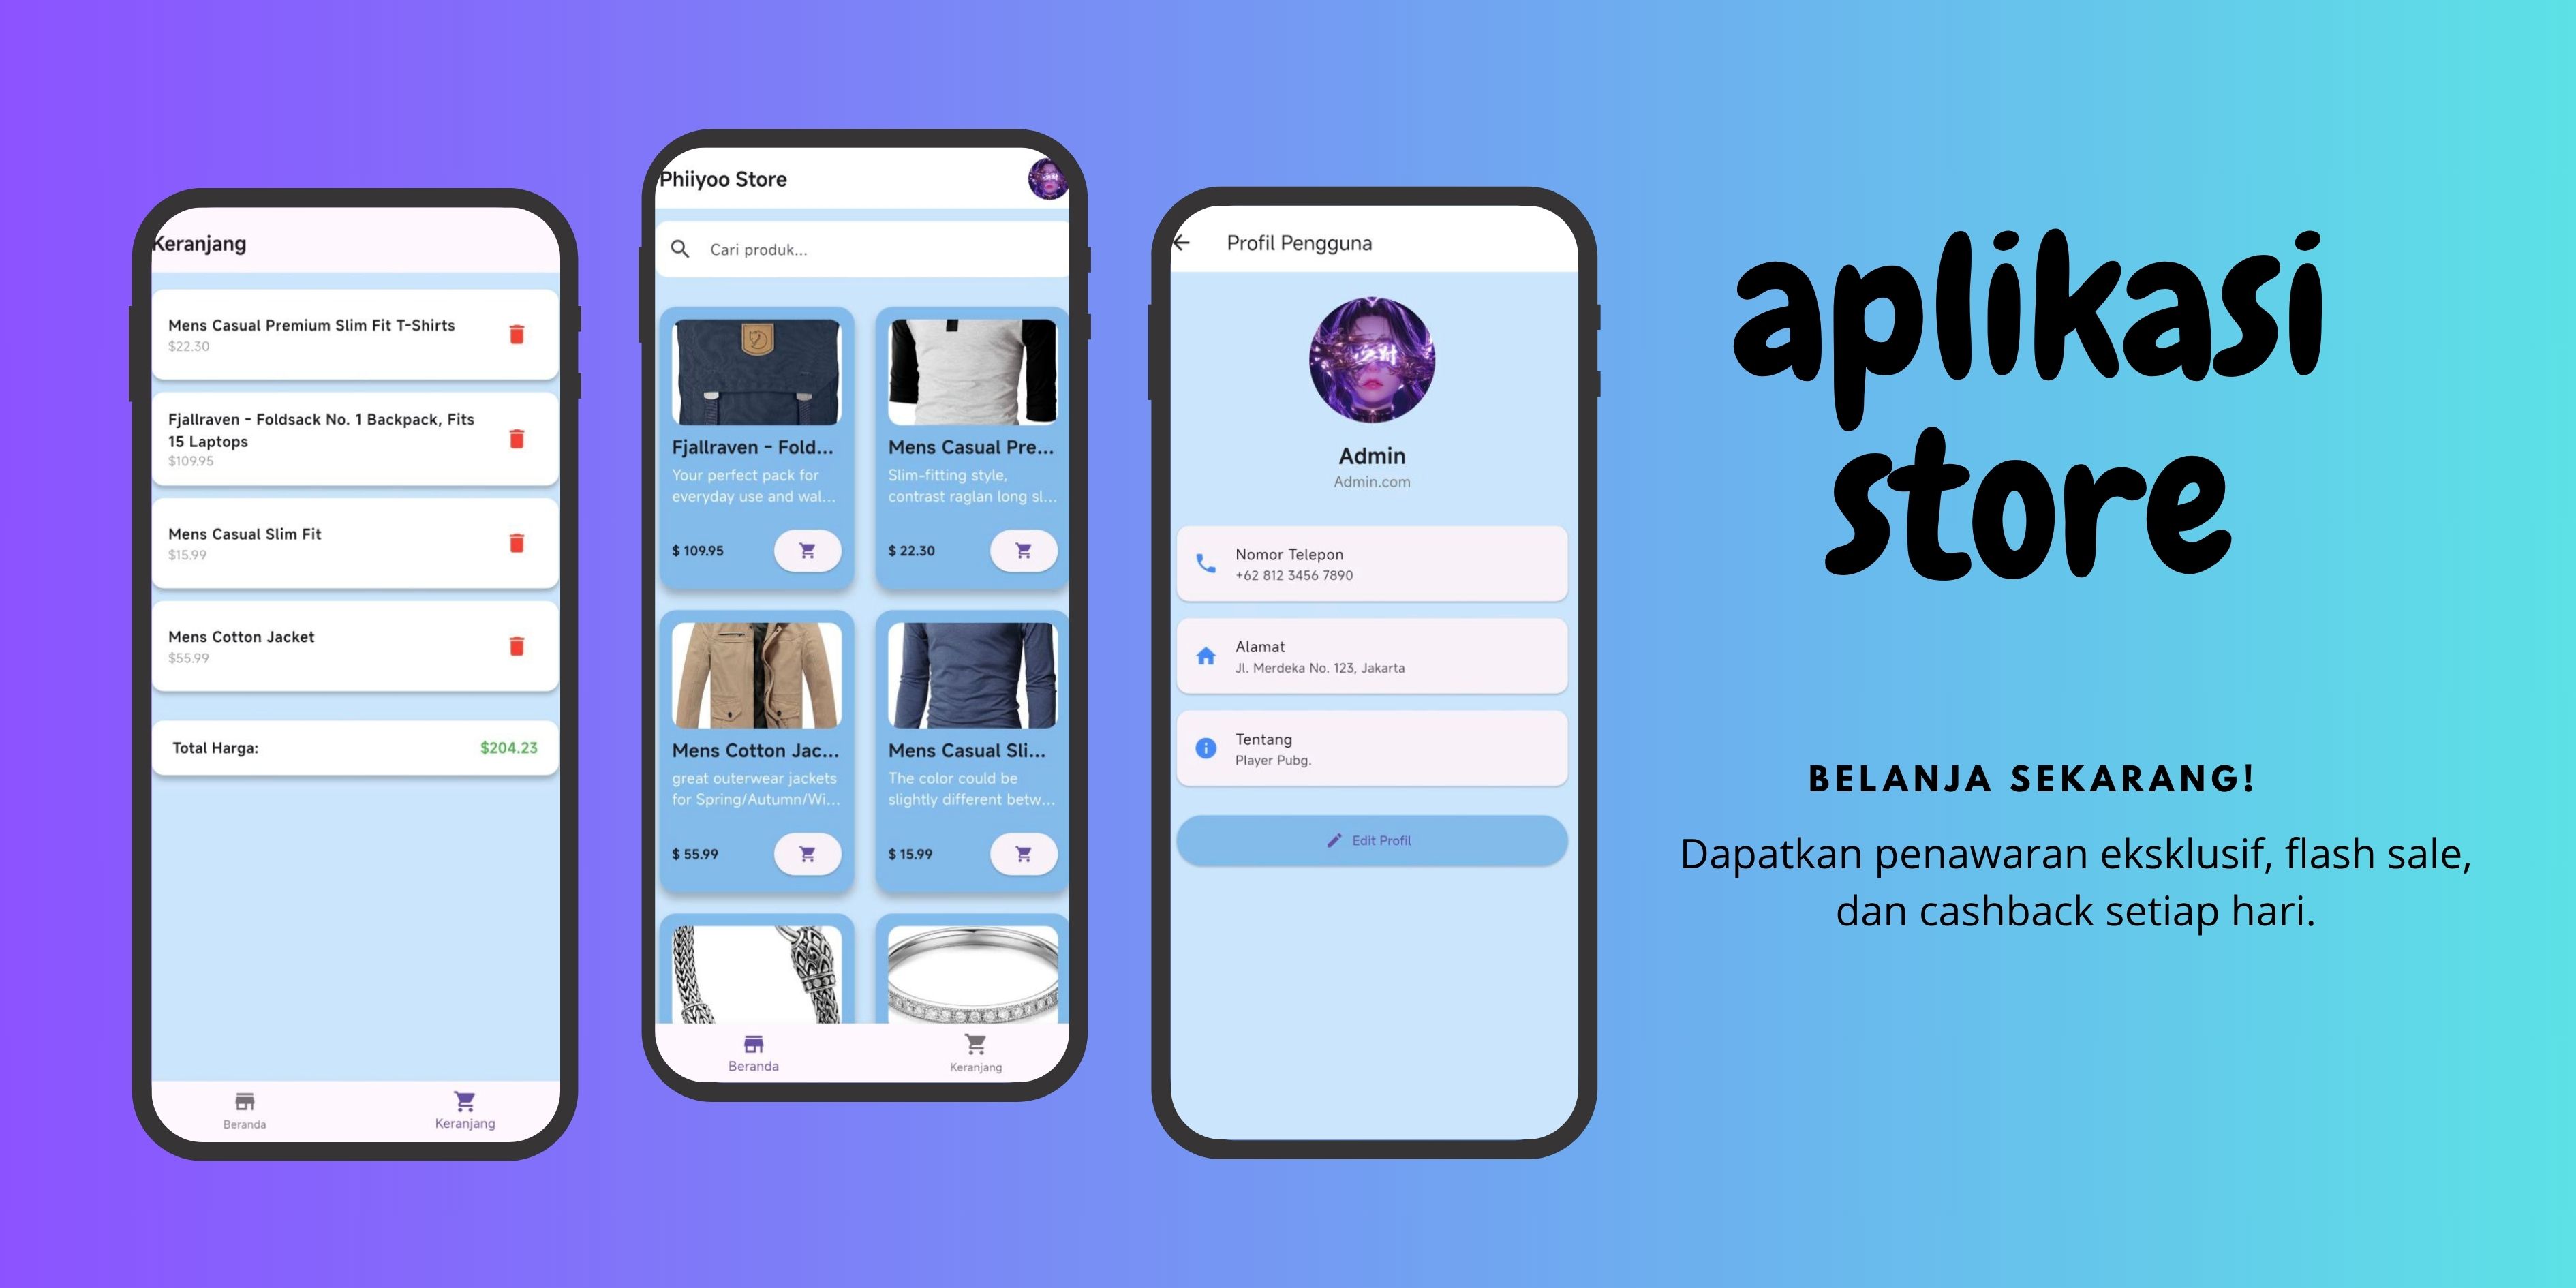 Keranjang
Mens Casual Premium Slim Fit T-Shirts
$22.30
Fjallraven - Foldsack No. 1 Backpack, Fits
15 Laptops
$109.95
Mens Casual Slim Fit
$15.99
Mens Cotton Jacket
$55.99
Total Harga: $204.23
Beranda Keranjang
Phiiyoo Store
Cari produk...
Fjallraven - Fold...
Your perfect pack for
everyday use and wal...
$ 109.95
Mens Casual Pre...
Slim-fitting style,
contrast raglan long sl...
$ 22.30
Mens Cotton Jac...
great outerwear jackets
for Spring/Autumn/Wi...
$ 55.99
Mens Casual Sli...
The color could be
slightly different betw...
$ 15.99
Beranda Keranjang
Profil Pengguna
Admin
Admin.com
Nomor Telepon
+62 812 3456 7890
Alamat
Jl. Merdeka No. 123, Jakarta
Tentang
Player Pubg.
Edit Profil
aplikasi
store
BELANJA SEKARANG!
Dapatkan penawaran eksklusif, flash sale,
dan cashback setiap hari.